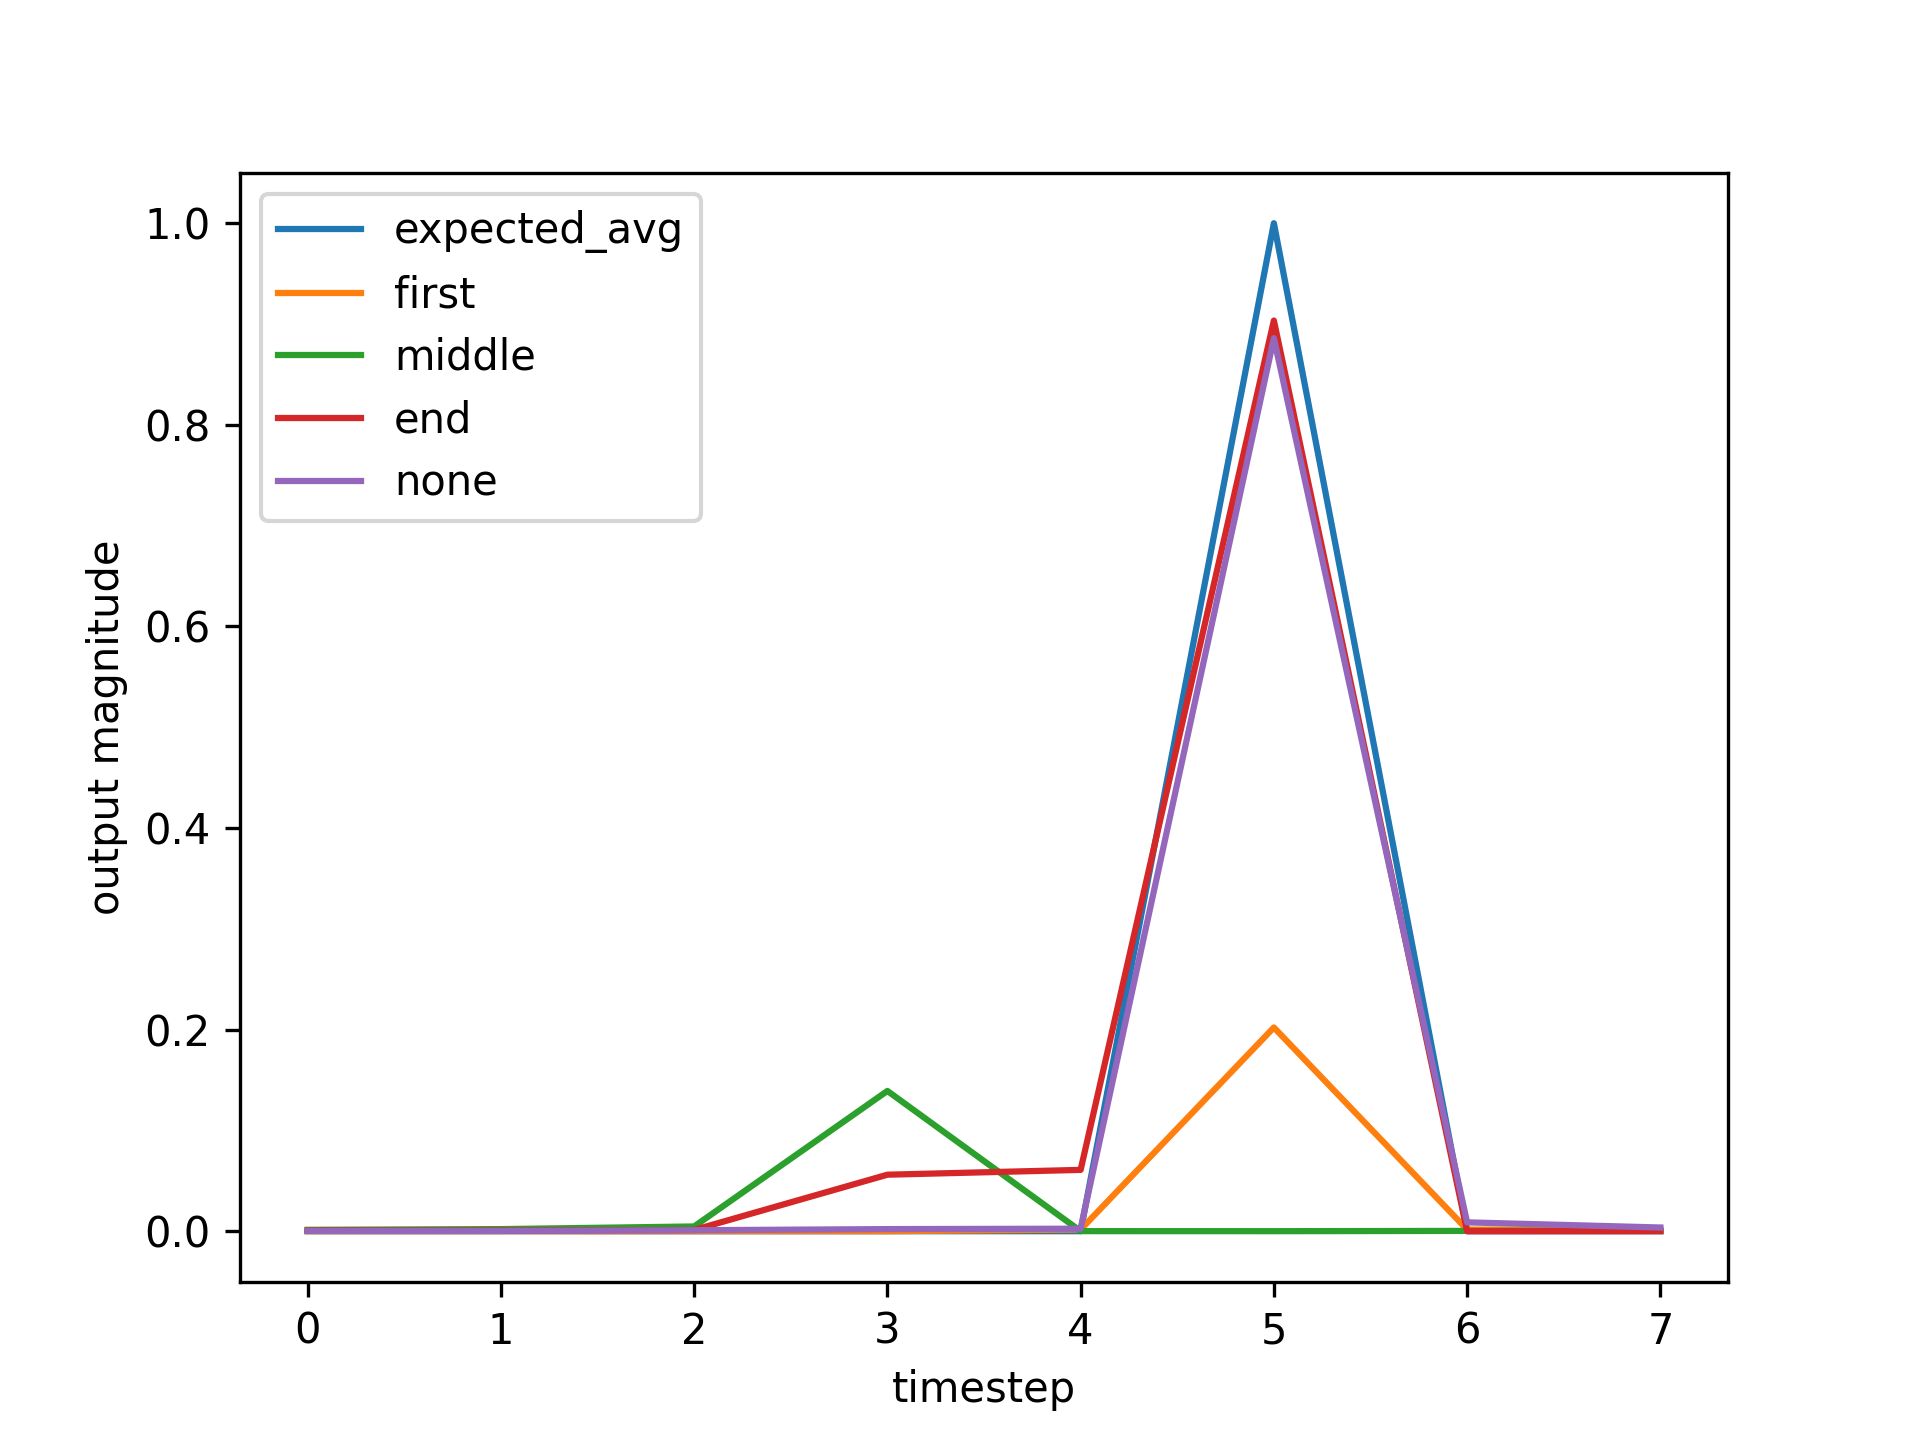 expected_avg
first
middle
end
none
output magnitude
1.0
0.8
0.6
0.4
0.2
0.0
0 1 2 3 4 5 6 7
timestep